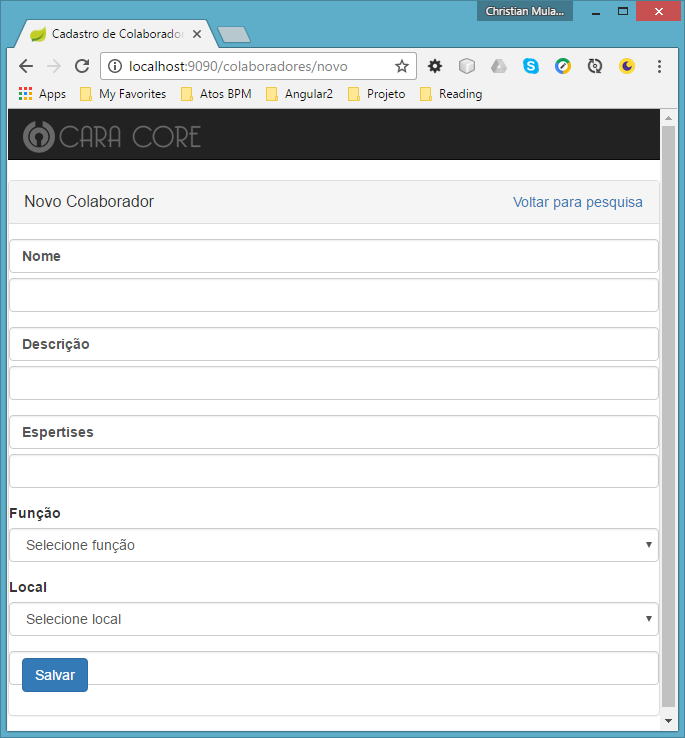 Christian Mula...
Cadastro de Colaborador
localhost:9090/colaboradores/novo
Apps My Favorites Atos BPM Angular2 Projeto Reading
CARA CORE
Novo Colaborador Voltar para pesquisa
Nome
Descrição
Espertises
Função
Selecione função
Local
Selecione local
Salvar